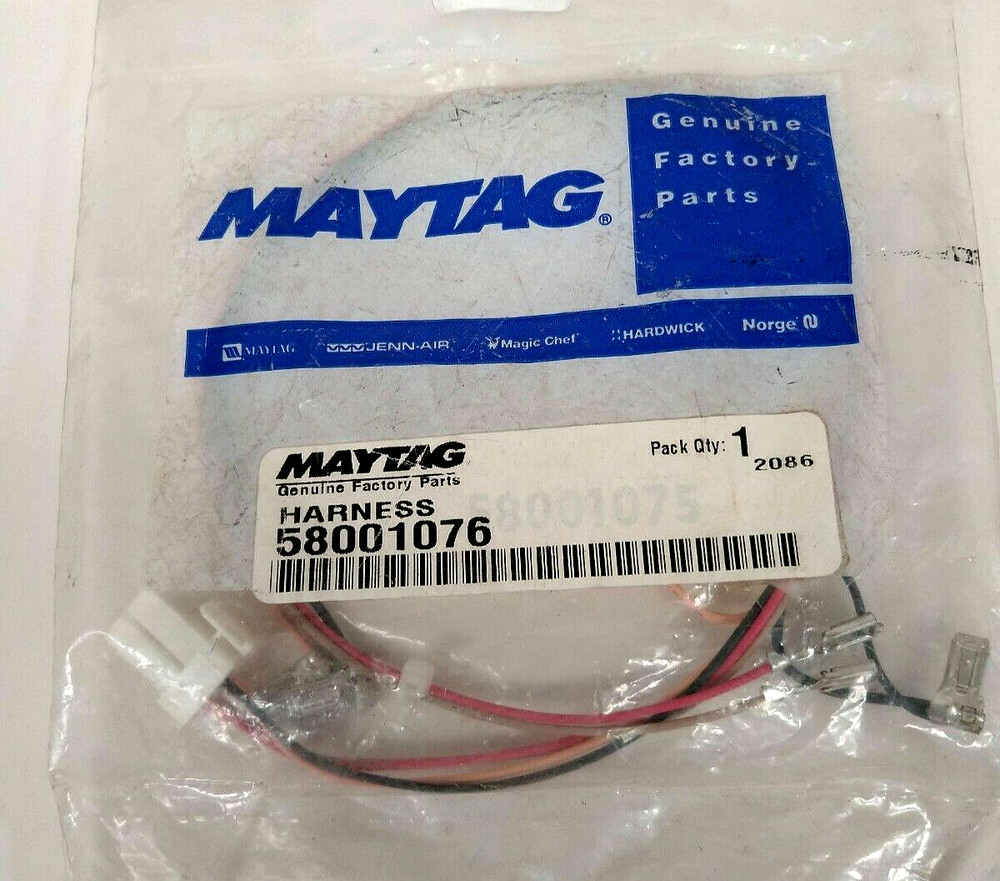 Genuine
Factory
Parts
MAYTAG®
MAYTAG JENN-AIR Magic Chef HARDWICK Norge
MAYTAG
Genuine Factory Parts
Pack Qty: 1
2086
HARNESS
58001076
58001075